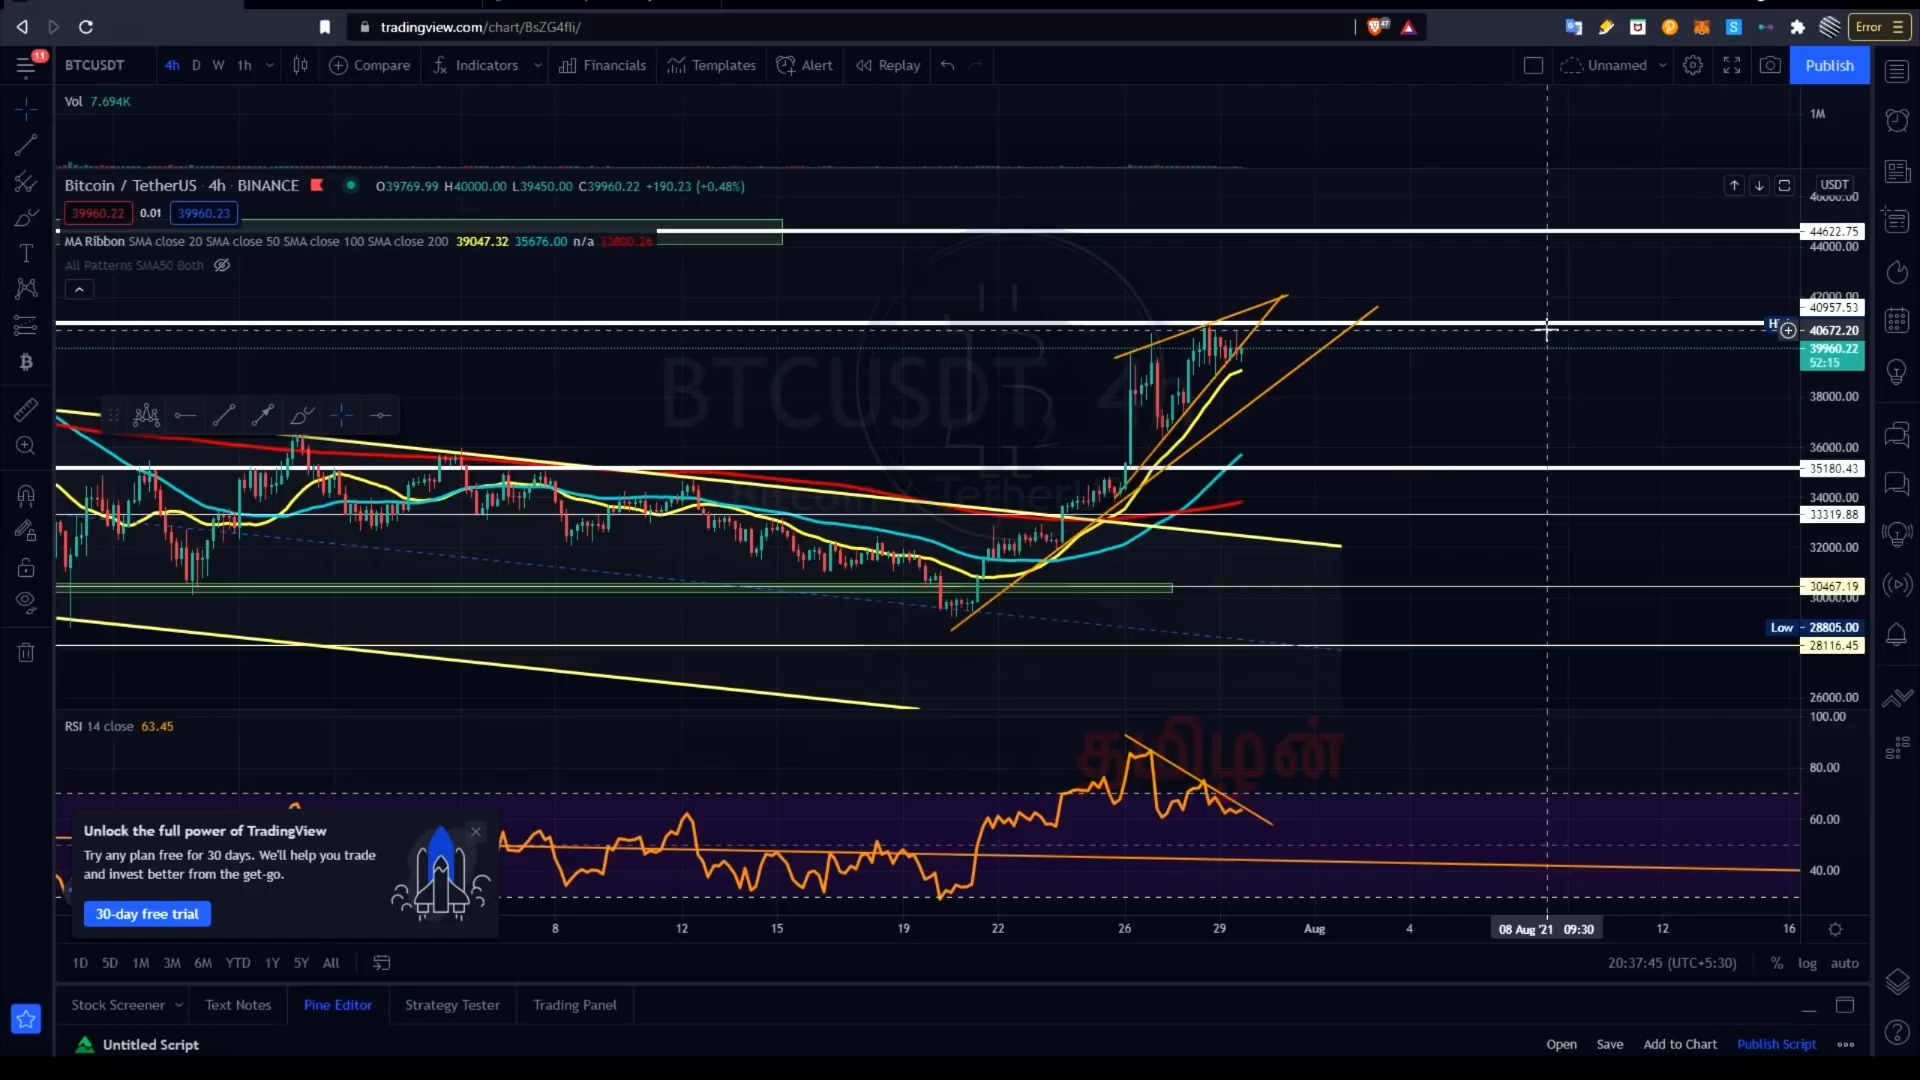 tradingview.com/chart/BsZG4fli/
47
Error
11
BTCUSDT
4h D W 1h
Compare
Indicators
Financials
Templates
Alert
Replay
Unnamed
Publish
Vol 7.694K
1M
Bitcoin / TetherUS · 4h · BINANCE
O39769.99 H40000.00 L39450.00 C39960.22 +190.23 (+0.48%)
USDT
46000.00
39960.22 0.01 39960.23
44622.75
MA Ribbon SMA close 20 SMA close 50 SMA close 100 SMA close 200 39047.32 35676.00 n/a 33800.26
44000.00
All Patterns SMA50 Both
42000.00
40957.53
40672.20
39960.22
52:15
BTCUSDT, 4h
38000.00
36000.00
35180.43
34000.00
33319.88
32000.00
30467.19
30000.00
Low 28805.00
28116.45
26000.00
RSI 14 close 63.45
100.00
தமிழன்
80.00
60.00
40.00
Unlock the full power of TradingView
Try any plan free for 30 days. We'll help you trade
and invest better from the get-go.
30-day free trial
8 12 15 19 22 26 29 Aug 4 08 Aug '21 09:30 12 16
1D 5D 1M 3M 6M YTD 1Y 5Y All
20:37:45 (UTC+5:30)
% log auto
Stock Screener
Text Notes
Pine Editor
Strategy Tester
Trading Panel
Untitled Script
Open
Save
Add to Chart
Publish Script